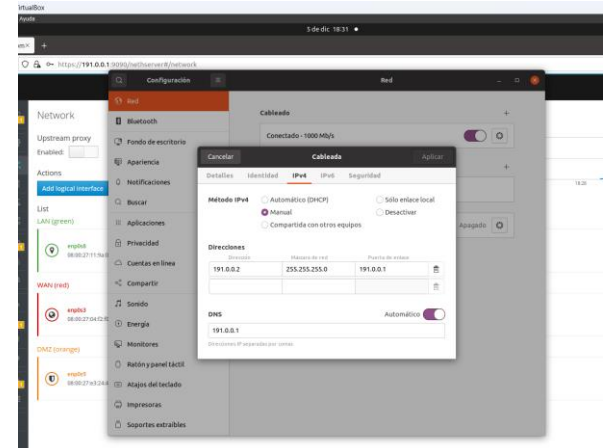 VirtualBox
Ayuda
5 de dic 18:31
https://191.0.0.1:9090/nethserver#/network
Configuración
Red
Network
Upstream proxy
Enabled:
Actions
Add logical interface
List
LAN (green)
enp0s8
WAN (red)
enp0s3
DMZ (orange)
Red
Bluetooth
Fondo de escritorio
Apariencia
Notificaciones
Buscar
Aplicaciones
Privacidad
Cuentas en línea
Compartir
Sonido
Energía
Monitores
Ratón y panel táctil
Atajos del teclado
Impresoras
Soportes extraíbles
Cableado
Conectado - 1000 Mb/s
Apagado
Cancelar
Cableada
Aplicar
Detalles Identidad IPv4 IPv6 Seguridad
Método IPv4
Automático (DHCP)
Sólo enlace local
Manual
Desactivar
Compartida con otros equipos
Direcciones
Dirección Máscara de red Puerta de enlace
191.0.0.2 255.255.255.0 191.0.0.1
DNS
Automático
191.0.0.1
Direcciones IP separadas por comas